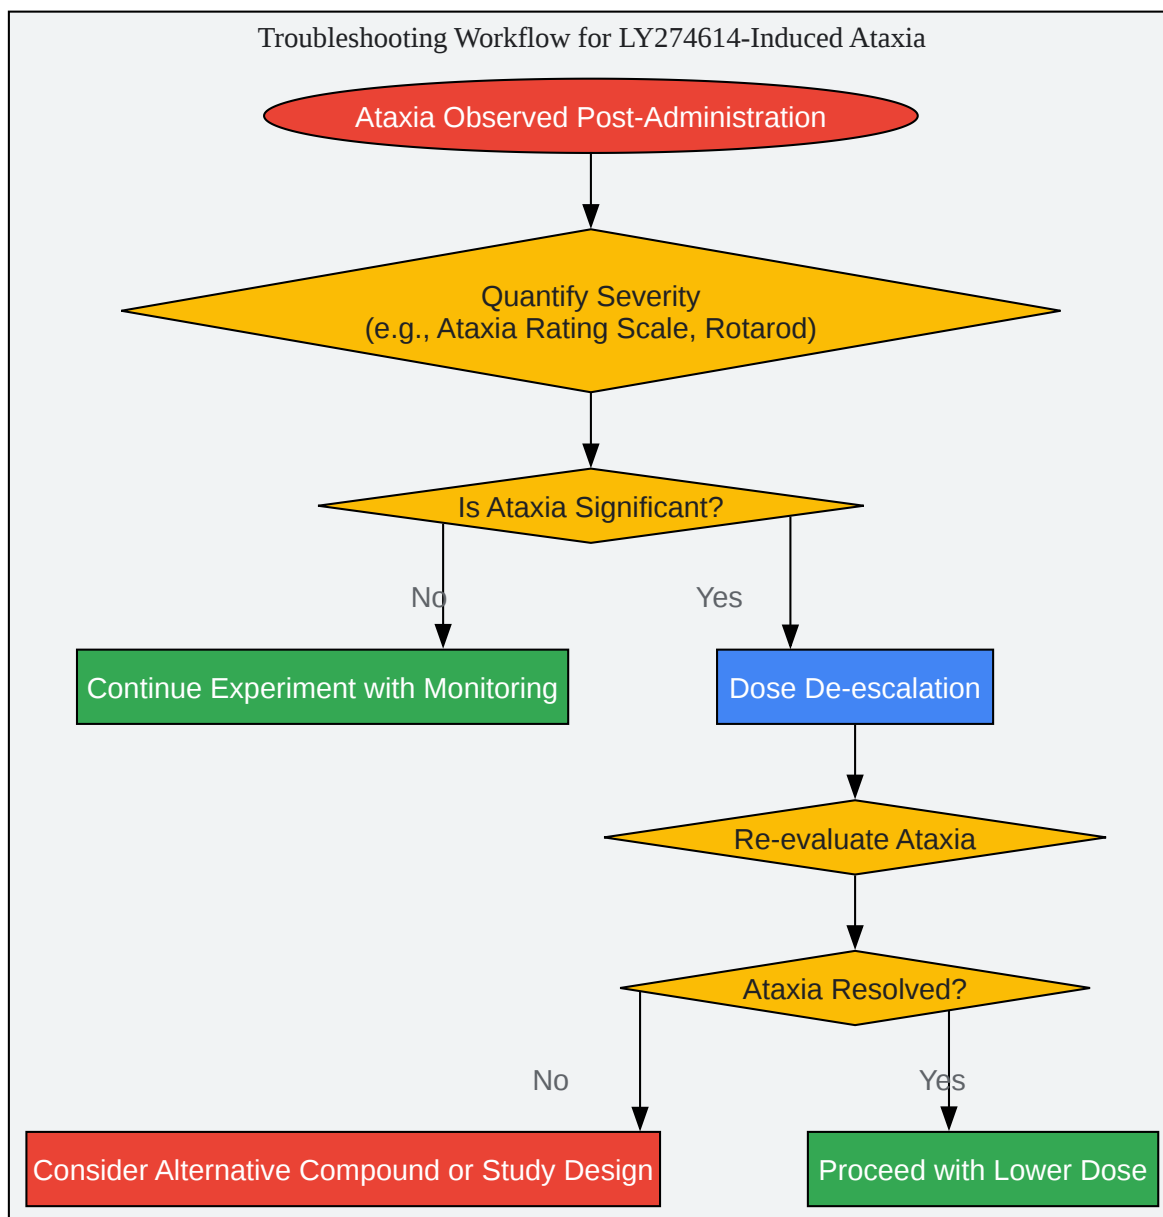 Troubleshooting Workflow for LY274614-Induced Ataxia
Ataxia Observed Post-Administration
Quantify Severity
(e.g., Ataxia Rating Scale, Rotarod)
Is Ataxia Significant?
No
Yes
Continue Experiment with Monitoring
Dose De-escalation
Re-evaluate Ataxia
Ataxia Resolved?
No
Yes
Consider Alternative Compound or Study Design
Proceed with Lower Dose